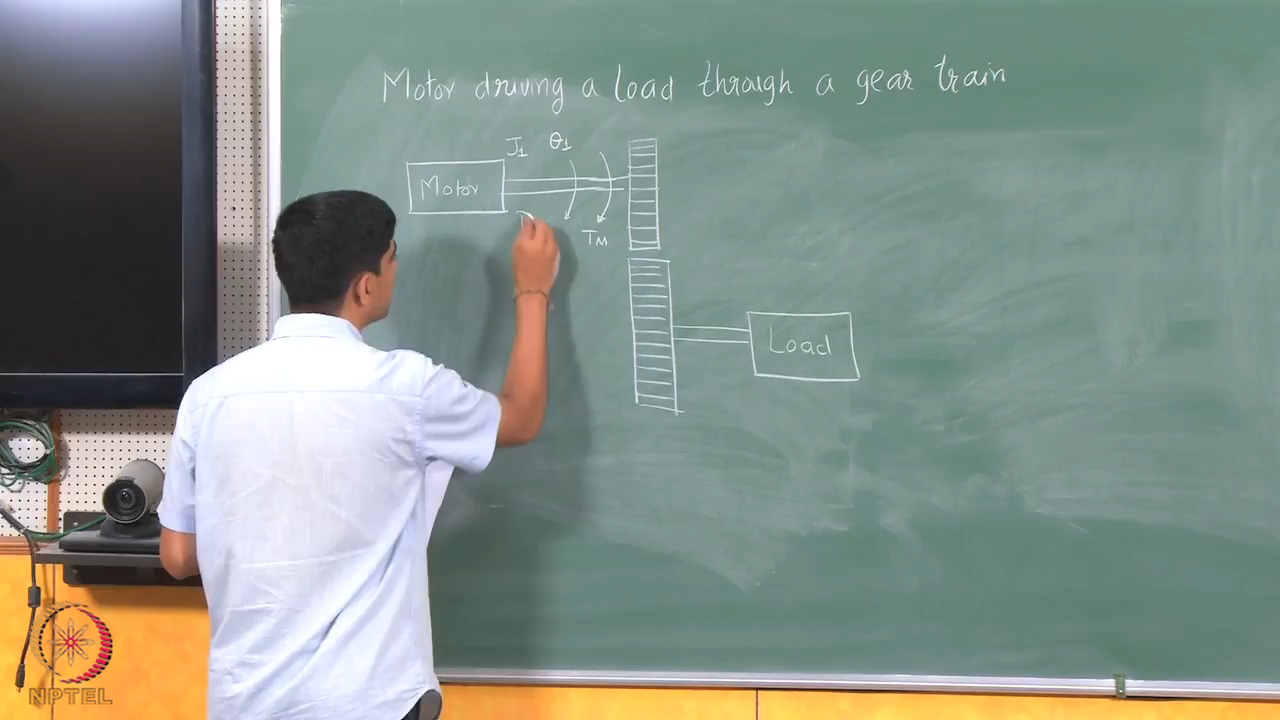 Motor driving a load through a gear train
J1 θ1
Motor
TM
Load
NPTEL